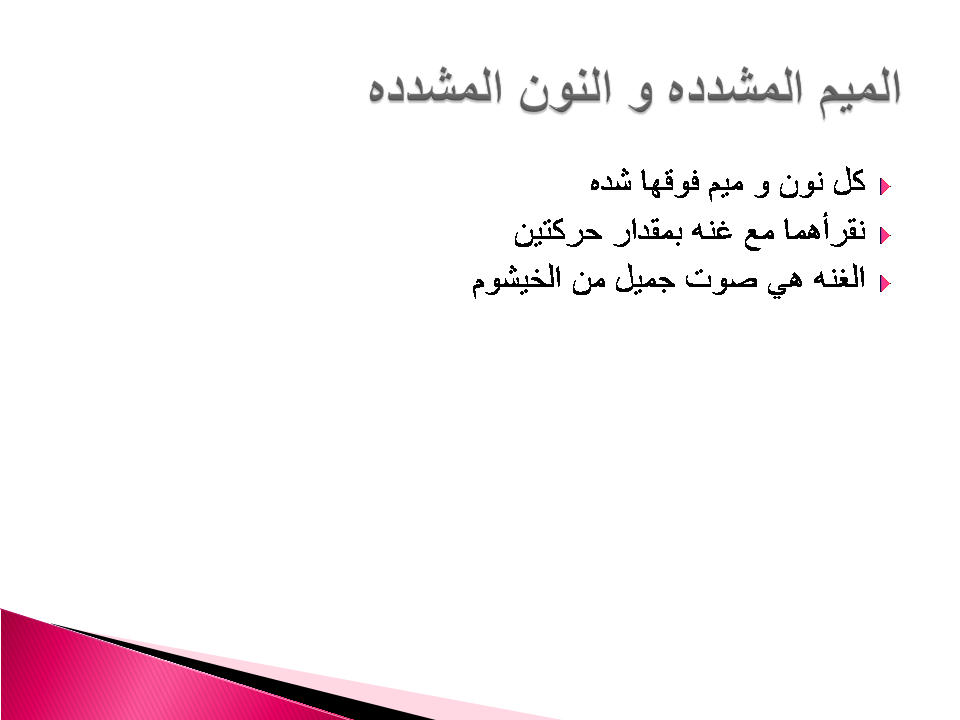 الميم المشدده و النون المشدده
كل نون و ميم فوقها شده
نقرأهما مع غنه بمقدار حركتين
الغنه هي صوت جميل من الخيشوم